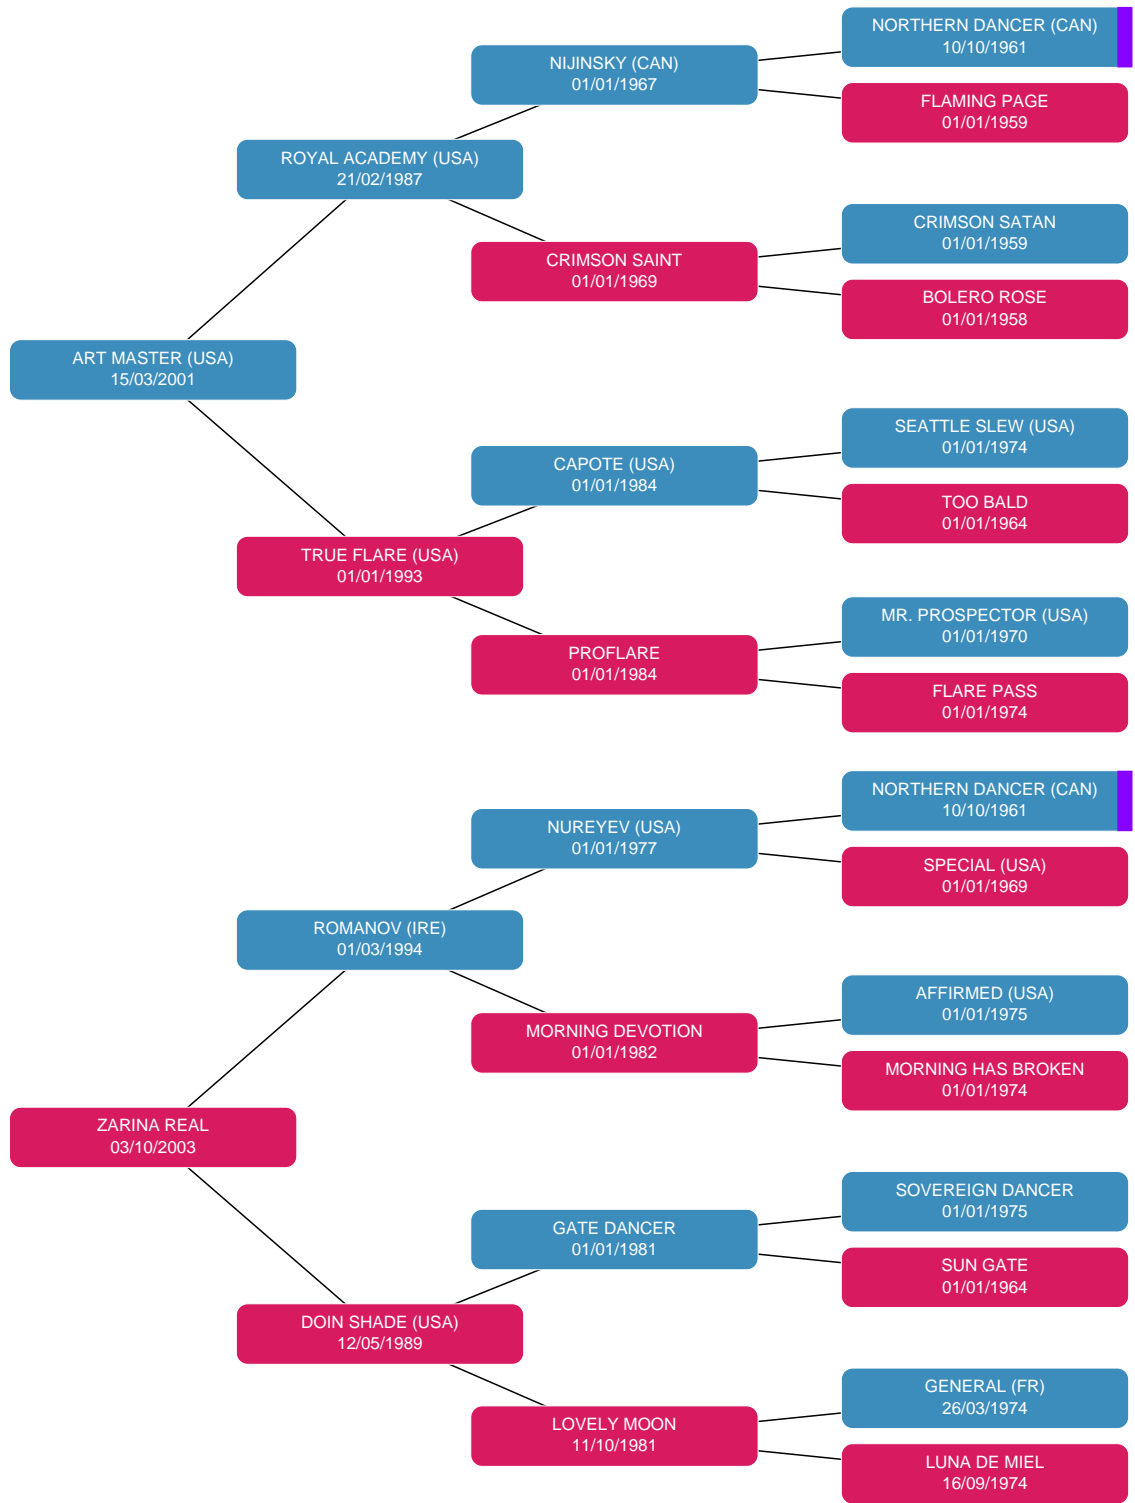 NORTHERN DANCER (CAN)
10/10/1961
NIJINSKY (CAN)
01/01/1967
FLAMING PAGE
01/01/1959
ROYAL ACADEMY (USA)
21/02/1987
CRIMSON SATAN
01/01/1959
CRIMSON SAINT
01/01/1969
BOLERO ROSE
01/01/1958
ART MASTER (USA)
15/03/2001
SEATTLE SLEW (USA)
01/01/1974
CAPOTE (USA)
01/01/1984
TOO BALD
01/01/1964
TRUE FLARE (USA)
01/01/1993
MR. PROSPECTOR (USA)
01/01/1970
PROFLARE
01/01/1984
FLARE PASS
01/01/1974
NORTHERN DANCER (CAN)
10/10/1961
NUREYEV (USA)
01/01/1977
SPECIAL (USA)
01/01/1969
ROMANOV (IRE)
01/03/1994
AFFIRMED (USA)
01/01/1975
MORNING DEVOTION
01/01/1982
MORNING HAS BROKEN
01/01/1974
ZARINA REAL
03/10/2003
SOVEREIGN DANCER
01/01/1975
GATE DANCER
01/01/1981
SUN GATE
01/01/1964
DOIN SHADE (USA)
12/05/1989
GENERAL (FR)
26/03/1974
LOVELY MOON
11/10/1981
LUNA DE MIEL
16/09/1974